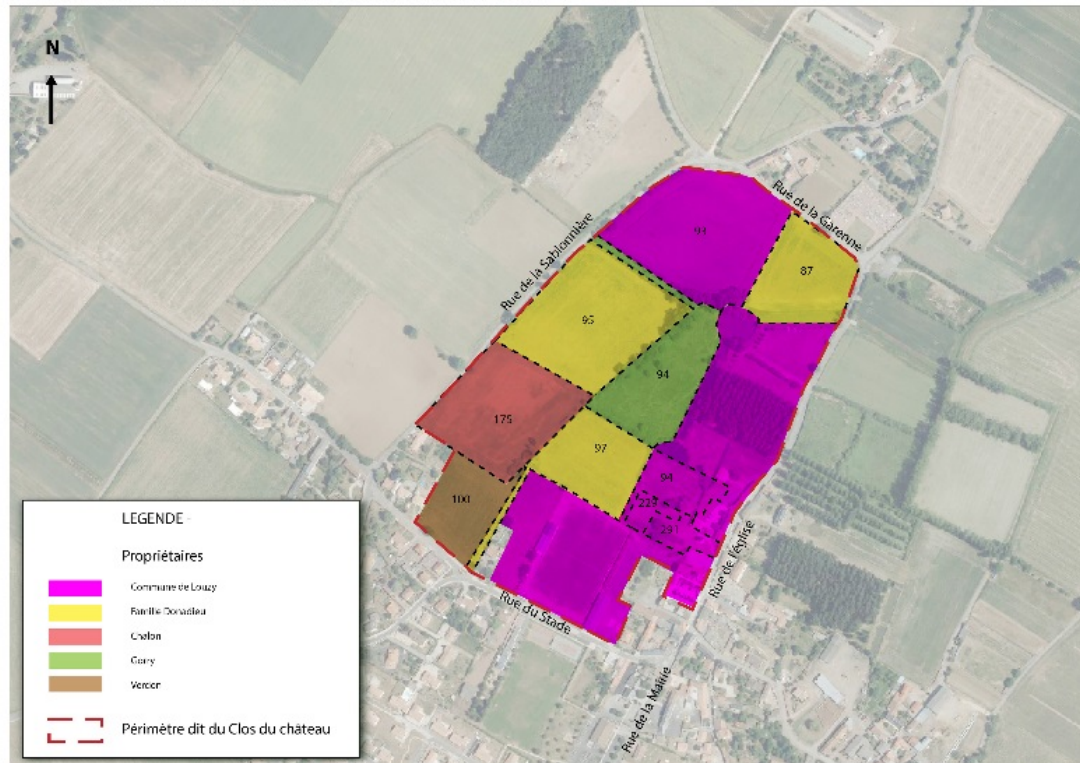 N
Rue de la Garenne
93
Rue de la Sablonnière
87
95
94
175
97
94
100
229
Rue de l'église
Rue du Stade
Rue de la Mairie
LEGENDE -
Propriétaires
Commune de Louzy
Famille Donadieu
Chalon
Verdon
Périmètre dit du Clos du château